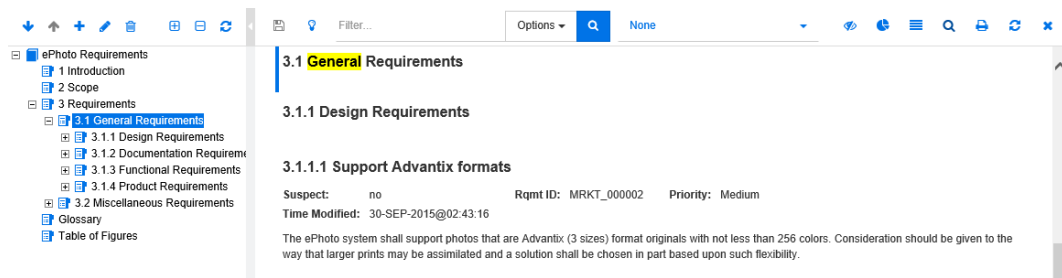 Filter...
Options
None
ePhoto Requirements
1 Introduction
2 Scope
3 Requirements
3.1 General Requirements
3.1.1 Design Requirements
3.1.2 Documentation Requireme
3.1.3 Functional Requirements
3.1.4 Product Requirements
3.2 Miscellaneous Requirements
Glossary
Table of Figures
3.1 General Requirements
3.1.1 Design Requirements
3.1.1.1 Support Advantix formats
Suspect: no Rqmt ID: MRKT_000002 Priority: Medium
Time Modified: 30-SEP-2015@02:43:16
The ePhoto system shall support photos that are Advantix (3 sizes) format originals with not less than 256 colors. Consideration should be given to the
way that larger prints may be assimilated and a solution shall be chosen in part based upon such flexibility.